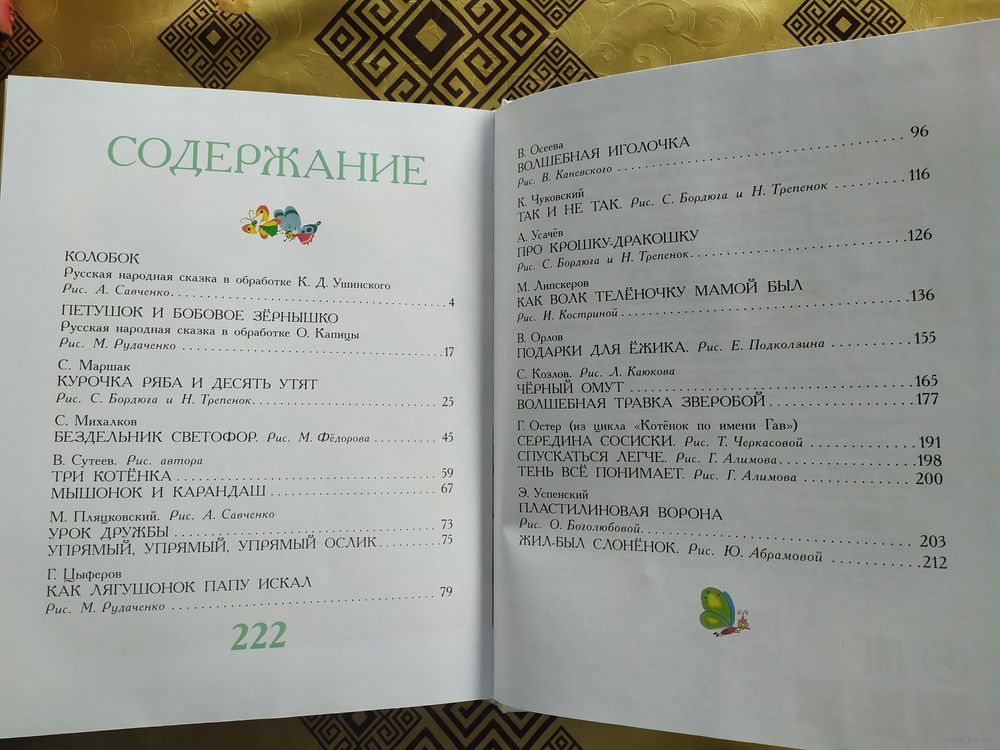 СОДЕРЖАНИЕ
КОЛОБОК
Русская народная сказка в обработке К. Д. Ушинского
Рис. А. Савченко. 4
ПЕТУШОК И БОБОВОЕ ЗЁРНЫШКО
Русская народная сказка в обработке О. Капицы
Рис. М. Рудаченко 17
С. Маршак
КУРОЧКА РЯБА И ДЕСЯТЬ УТЯТ
Рис. С. Бордюга и Н. Трепенок. 25
С. Михалков
БЕЗДЕЛЬНИК СВЕТОФОР. Рис. М. Фёдорова 45
В. Сутеев. Рис. автора
ТРИ КОТЁНКА 59
МЫШОНОК И КАРАНДАШ 67
М. Пляцковский. Рис. А. Савченко
УРОК ДРУЖБЫ 73
УПРЯМЫЙ, УПРЯМЫЙ, УПРЯМЫЙ ОСЛИК 75
Г. Цыферов
КАК ЛЯГУШОНОК ПАПУ ИСКАЛ
Рис. М. Рудаченко 79
222
В. Осеева
ВОЛШЕБНАЯ ИГОЛОЧКА
Рис. В. Каневского 96
К. Чуковский
ТАК И НЕ ТАК. Рис. С. Бордюга и Н. Трепенок 116
А. Усачёв
ПРО КРОШКУ-ДРАКОШКУ
Рис. С. Бордюга и Н. Трепенок. 126
М. Липскеров
КАК ВОЛК ТЕЛЁНОЧКУ МАМОЙ БЫЛ
Рис. И. Костриной 136
В. Орлов
ПОДАРКИ ДЛЯ ЁЖИКА. Рис. Е. Подколзина 155
С. Козлов. Рис. Л. Каюкова
ЧЁРНЫЙ ОМУТ 165
ВОЛШЕБНАЯ ТРАВКА ЗВЕРОБОЙ 177
Г. Остер (из цикла «Котёнок по имени Гав»)
СЕРЕДИНА СОСИСКИ. Рис. Т. Черкасовой 191
СПУСКАТЬСЯ ЛЕГЧЕ. Рис. Г. Алимова 198
ТЕНЬ ВСЁ ПОНИМАЕТ. Рис. Г. Алимова 200
Э. Успенский
ПЛАСТИЛИНОВАЯ ВОРОНА
Рис. О. Боголюбовой. 203
ЖИЛ-БЫЛ СЛОНЁНОК. Рис. Ю. Абрамовой 212